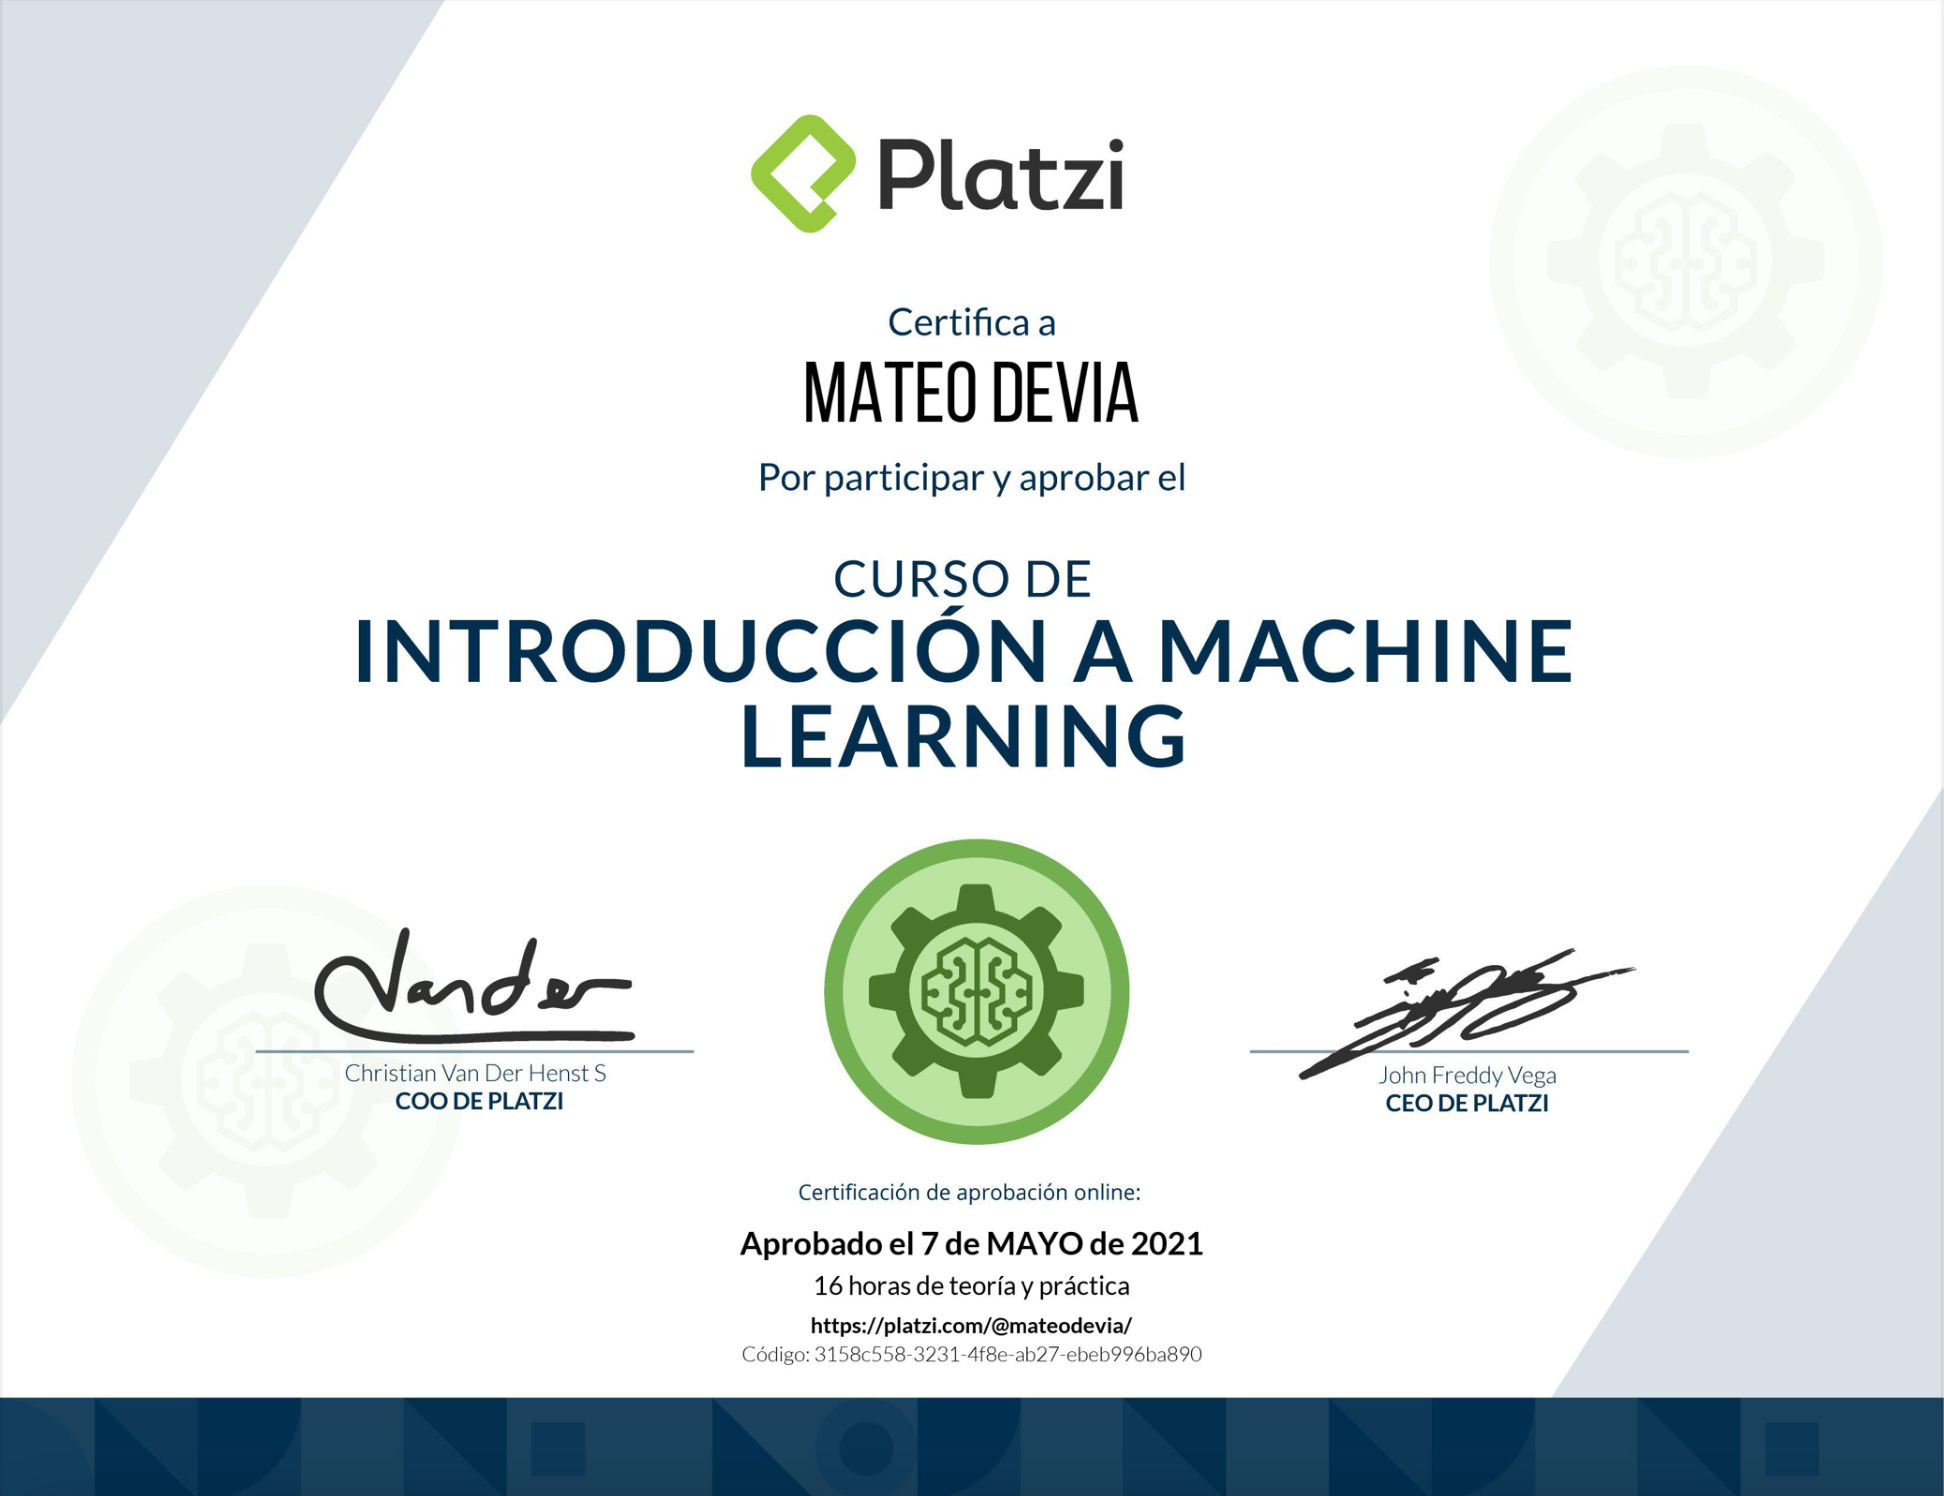 Platzi
Certifica a
MATEO DEVIA
Por participar y aprobar el
CURSO DE
INTRODUCCIÓN A MACHINE
LEARNING
Vander
Christian Van Der Henst S
COO DE PLATZI
John Freddy Vega
CEO DE PLATZI
Certificación de aprobación online:
Aprobado el 7 de MAYO de 2021
16 horas de teoría y práctica
https://platzi.com/@mateodevia/
Código: 3158c558-3231-4f8e-ab27-ebeb996ba890